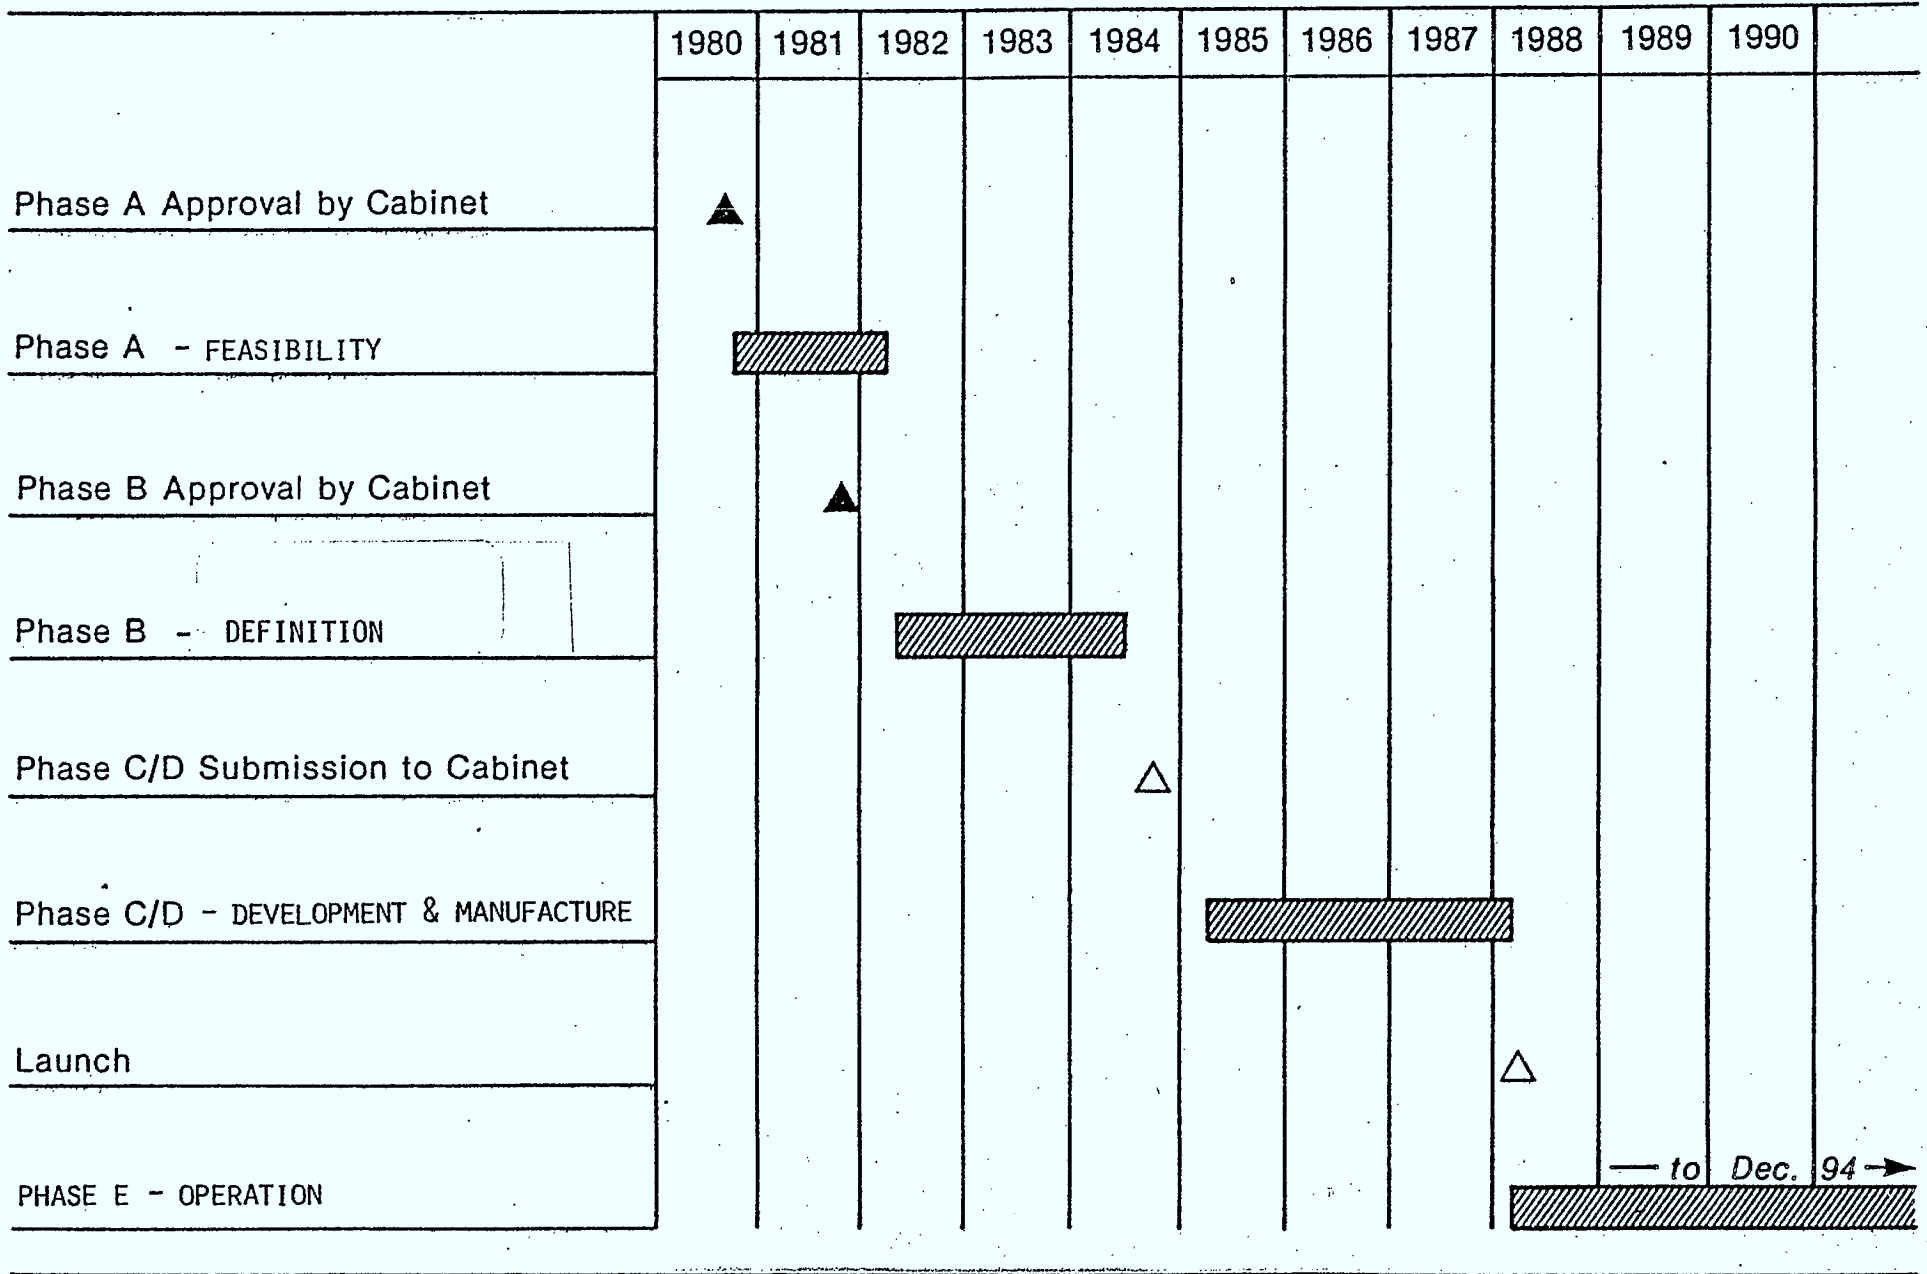 1980 1981 1982 1983 1984 1985 1986 1987 1988 1989 1990
Phase A Approval by Cabinet
Phase A - FEASIBILITY
Phase B Approval by Cabinet
Phase B - DEFINITION
Phase C/D Submission to Cabinet
Phase C/D - DEVELOPMENT & MANUFACTURE
Launch
— to Dec. 94
PHASE E - OPERATION